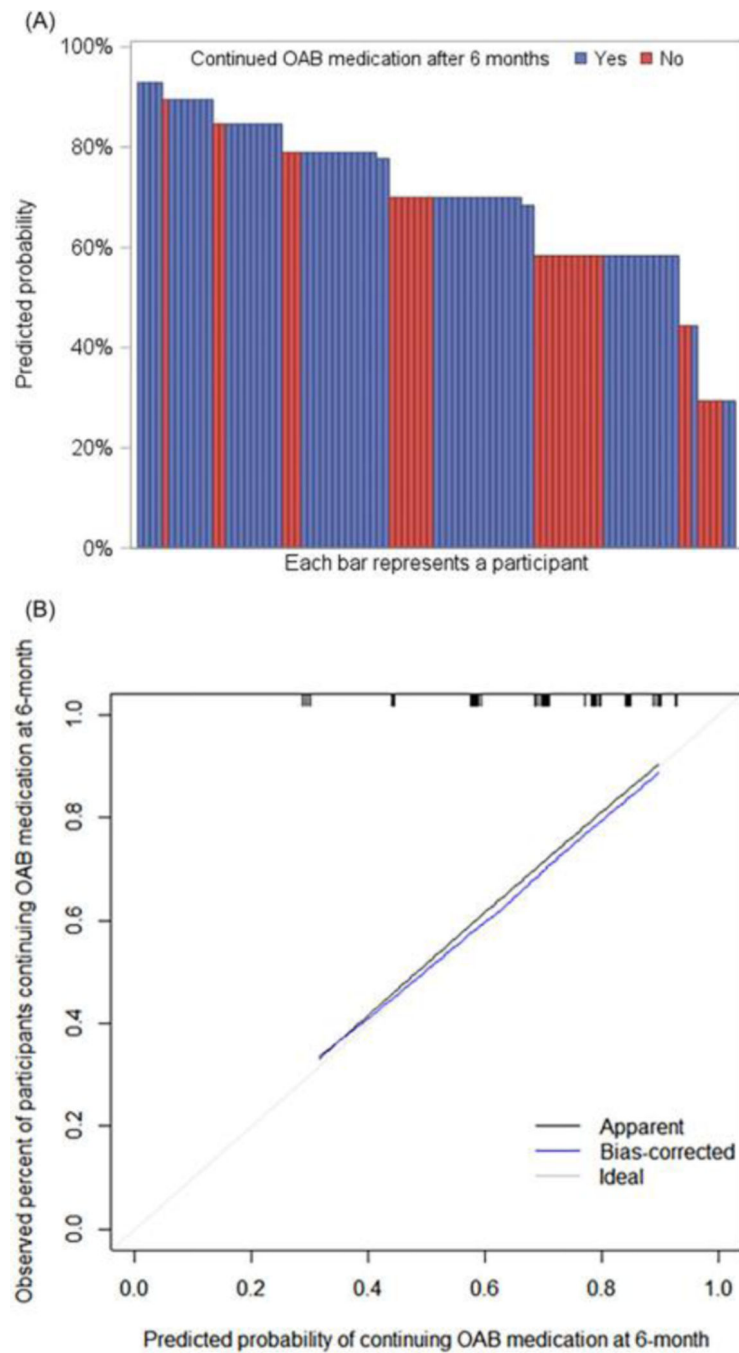 (A)
100%
80%
60%
40%
20%
0%
Predicted probability
Continued OAB medication after 6 months Yes No
Each bar represents a participant
(B)
Observed percent of participants continuing OAB medication at 6-month
1.0
0.8
0.6
0.4
0.2
0.0
Apparent
Bias-corrected
Ideal
0.0 0.2 0.4 0.6 0.8 1.0
Predicted probability of continuing OAB medication at 6-month